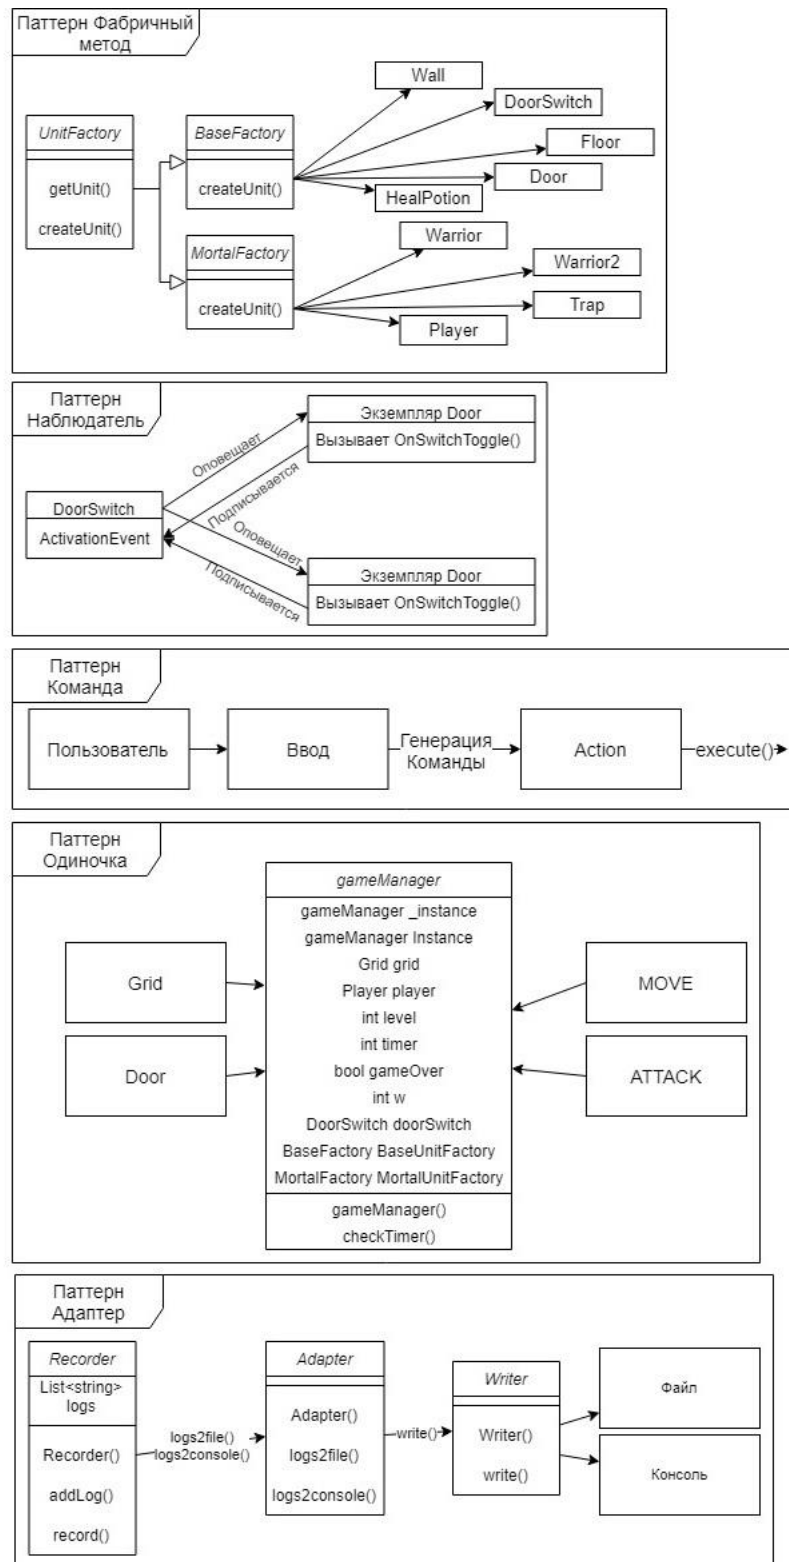 Паттерн Фабричный
метод
UnitFactory
getUnit()
createUnit()
BaseFactory
createUnit()
MortalFactory
createUnit()
Wall
DoorSwitch
Floor
Door
HealPotion
Warrior
Warrior2
Trap
Player
Паттерн
Наблюдатель
DoorSwitch
ActivationEvent
Оповещает
Подписывается
Оповещает
Подписывается
Экземпляр Door
Вызывает OnSwitchToggle()
Экземпляр Door
Вызывает OnSwitchToggle()
Паттерн
Команда
Пользователь
Ввод
Генерация
Команды
Action
execute()
Паттерн
Одиночка
Grid
Door
gameManager
gameManager _instance
gameManager Instance
Grid grid
Player player
int level
int timer
bool gameOver
int w
DoorSwitch doorSwitch
BaseFactory BaseUnitFactory
MortalFactory MortalUnitFactory
gameManager()
checkTimer()
MOVE
ATTACK
Паттерн
Адаптер
Recorder
List<string>
logs
Recorder()
addLog()
record()
logs2file()
logs2console()
Adapter
Adapter()
logs2file()
logs2console()
write()
Writer
Writer()
write()
Файл
Консоль